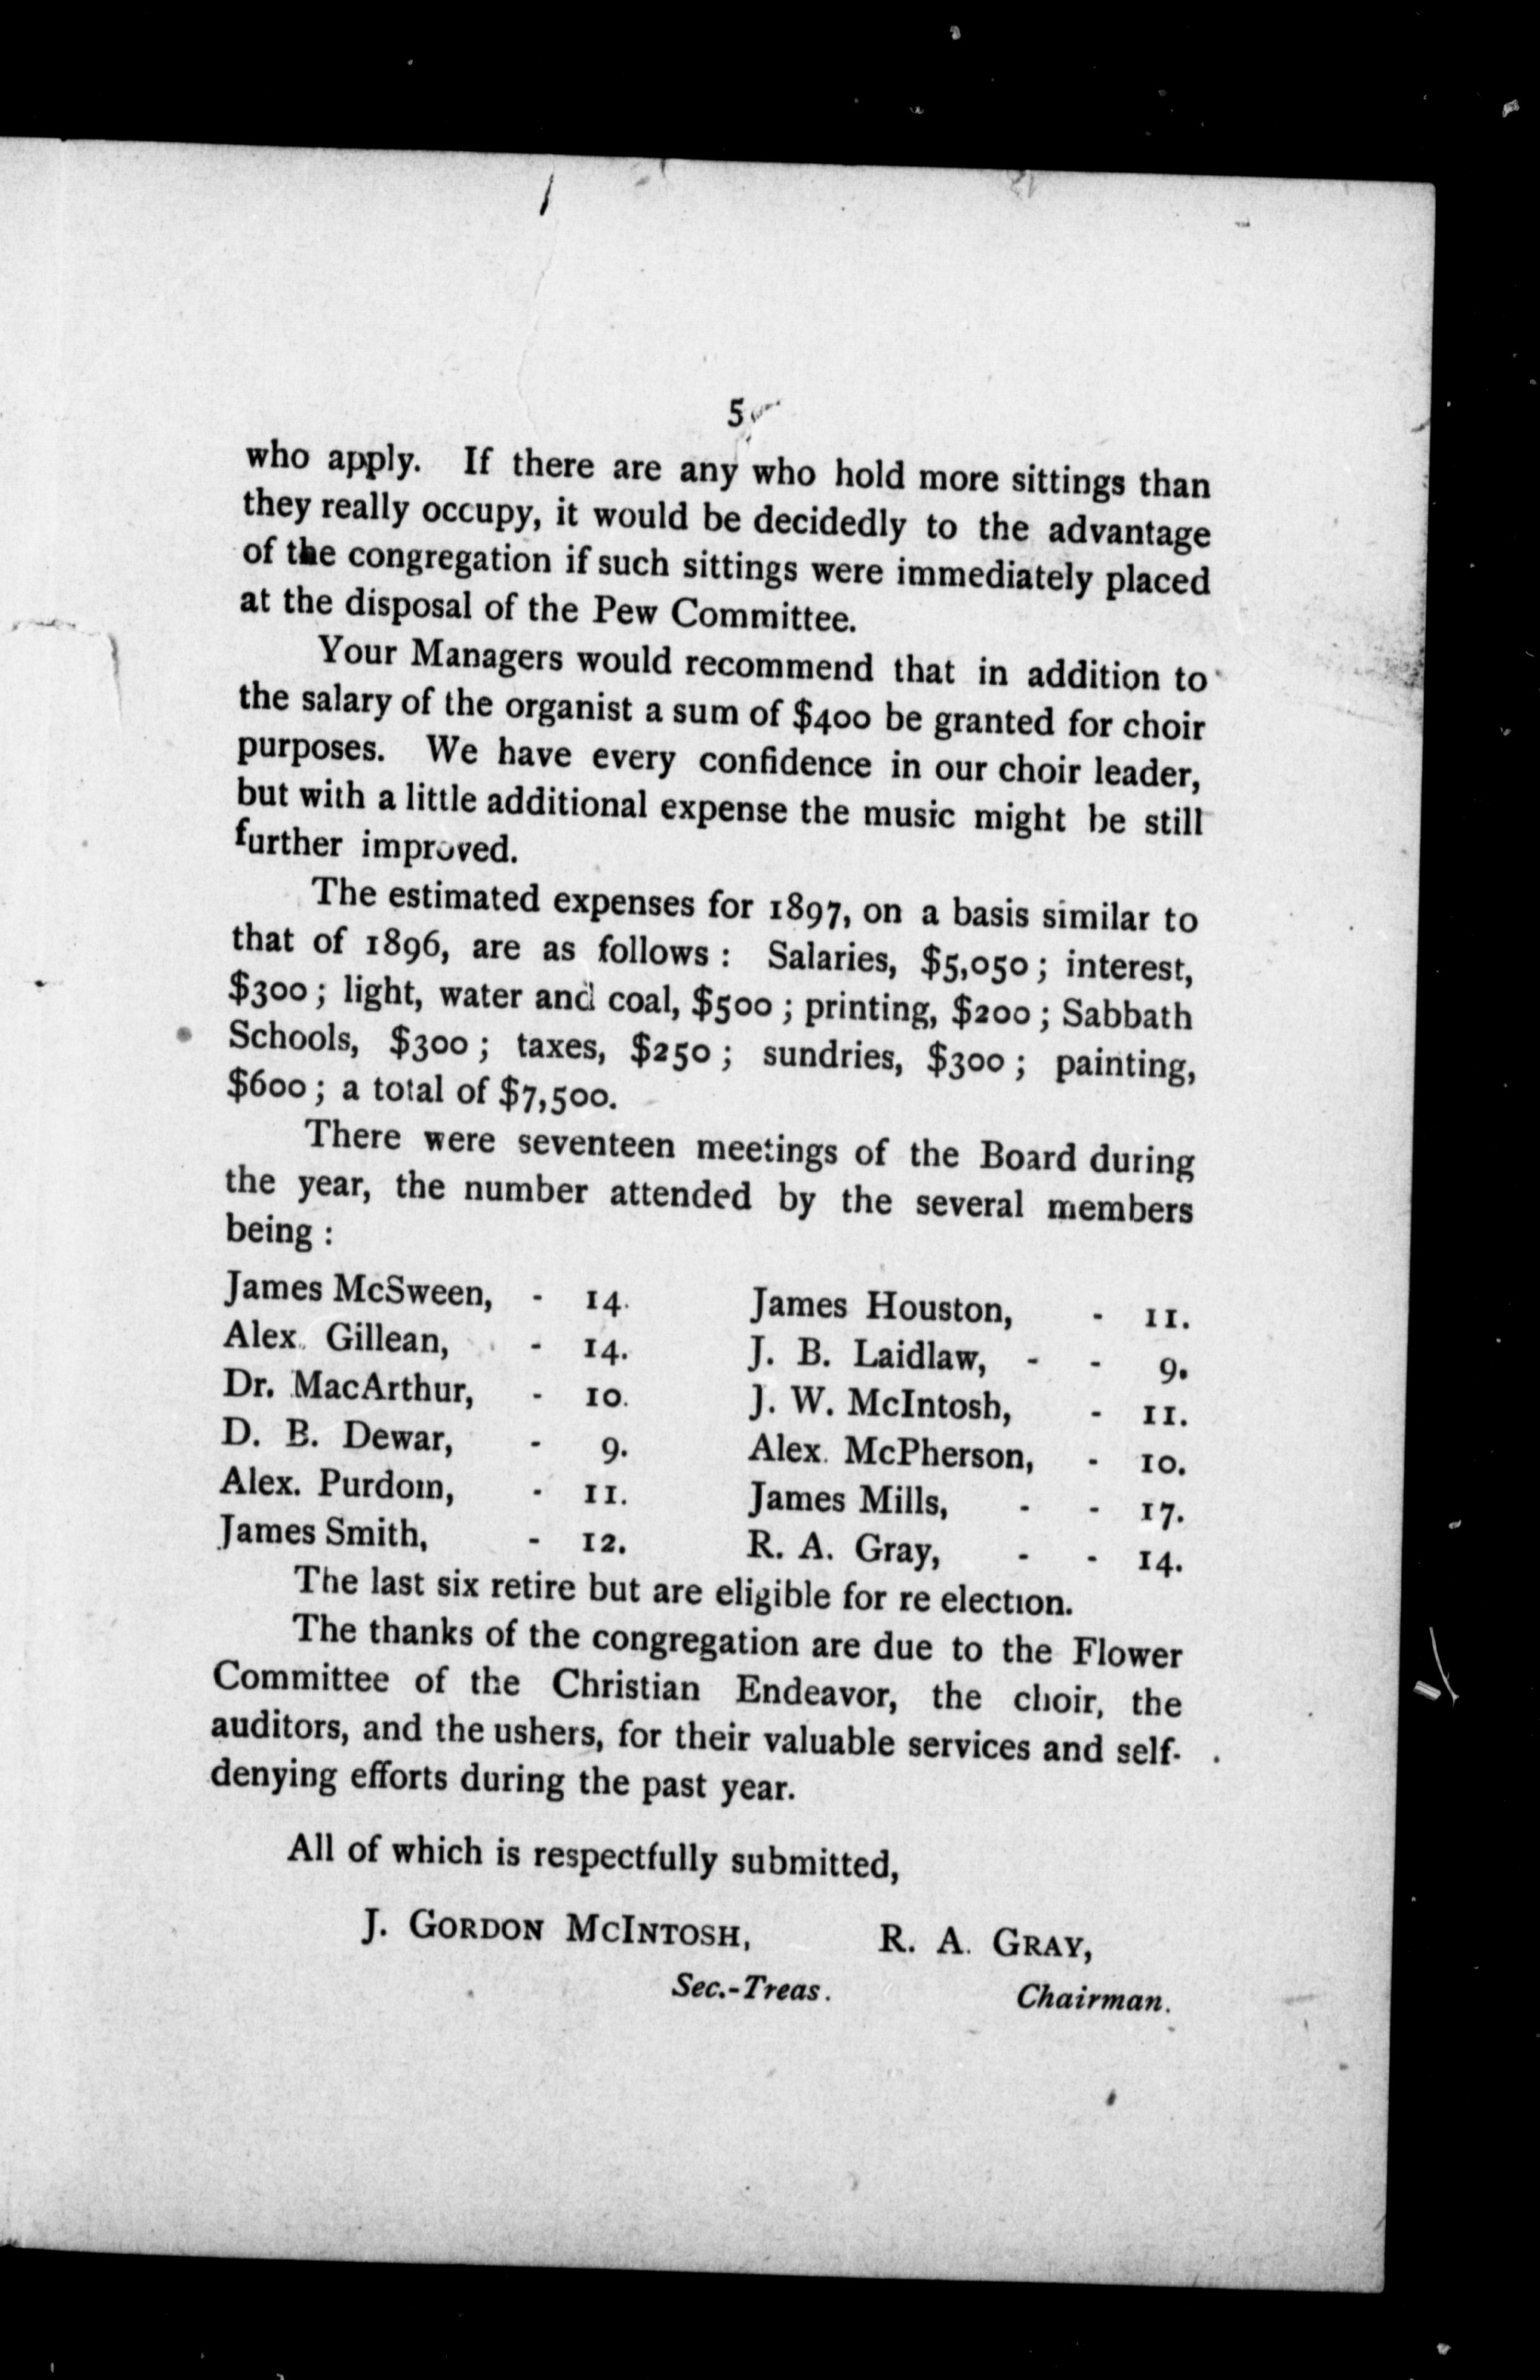 5
who apply. If there are any who hold more sittings than
they really occupy, it would be decidedly to the advantage
of the congregation if such sittings were immediately placed
at the disposal of the Pew Committee.
Your Managers would recommend that in addition to
the salary of the organist a sum of $400 be granted for choir
purposes. We have every confidence in our choir leader,
but with a little additional expense the music might be still
further improved.
The estimated expenses for 1897, on a basis similar to
that of 1896, are as follows : Salaries, $5,050 ; interest,
$300 ; light, water and coal, $500 ; printing, $200 ; Sabbath
Schools, $300 ; taxes, $250 ; sundries, $300 ; painting,
$600 ; a total of $7,500.
There were seventeen meetings of the Board during
the year, the number attended by the several members
being :
James McSween, - 14. James Houston, - 11.
Alex. Gillean, - 14. J. B. Laidlaw, - - 9.
Dr. MacArthur, - 10. J. W. McIntosh, - 11.
D. B. Dewar, - 9. Alex. McPherson, - 10.
Alex. Purdom, - 11. James Mills, - - 17.
James Smith, - 12. R. A. Gray, - - 14.
The last six retire but are eligible for re election.
The thanks of the congregation are due to the Flower
Committee of the Christian Endeavor, the choir, the
auditors, and the ushers, for their valuable services and self-
denying efforts during the past year.
All of which is respectfully submitted,
J. GORDON MCINTOSH, R. A. GRAY,
Sec.-Treas. Chairman.